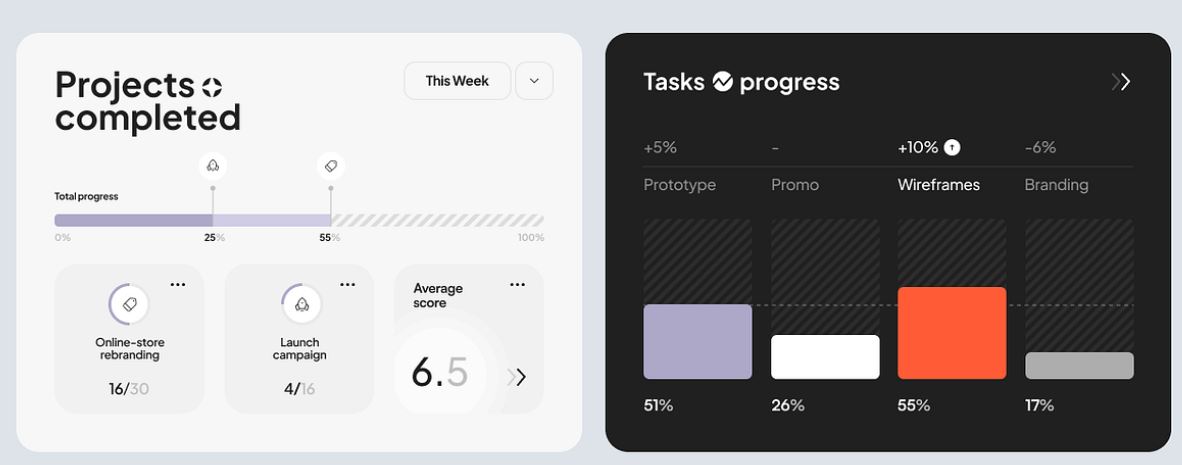 Projects
completed
This Week
Total progress
0% 25% 55% 100%
Online-store
rebranding
16/30
Launch
campaign
4/16
Average
score
6.5
Tasks progress
+5% - +10% -6%
Prototype Promo Wireframes Branding
51% 26% 55% 17%